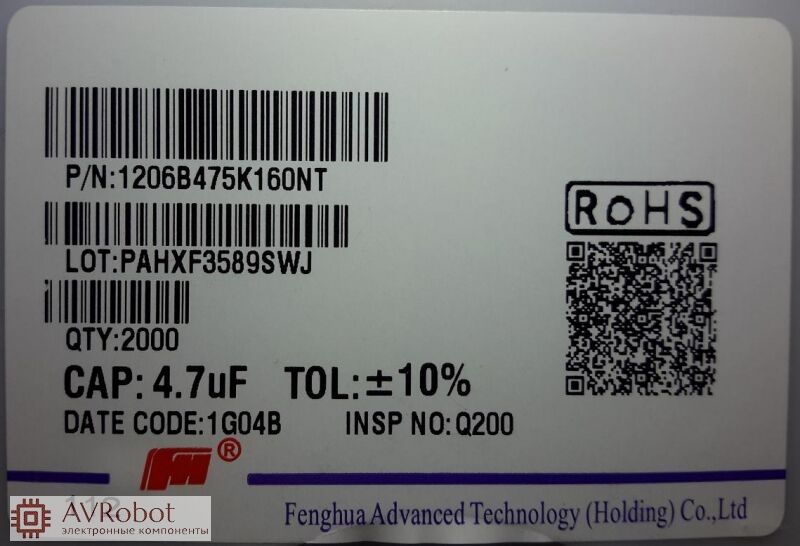 P/N:1206B475K160NT
RoHS
LOT:PAHXF3589SWJ
QTY:2000
CAP: 4.7uF TOL:±10%
DATE CODE:1G04B INSP NO:Q200
®
Fenghua Advanced Technology (Holding) Co.,Ltd
AVRobot
электронные компоненты